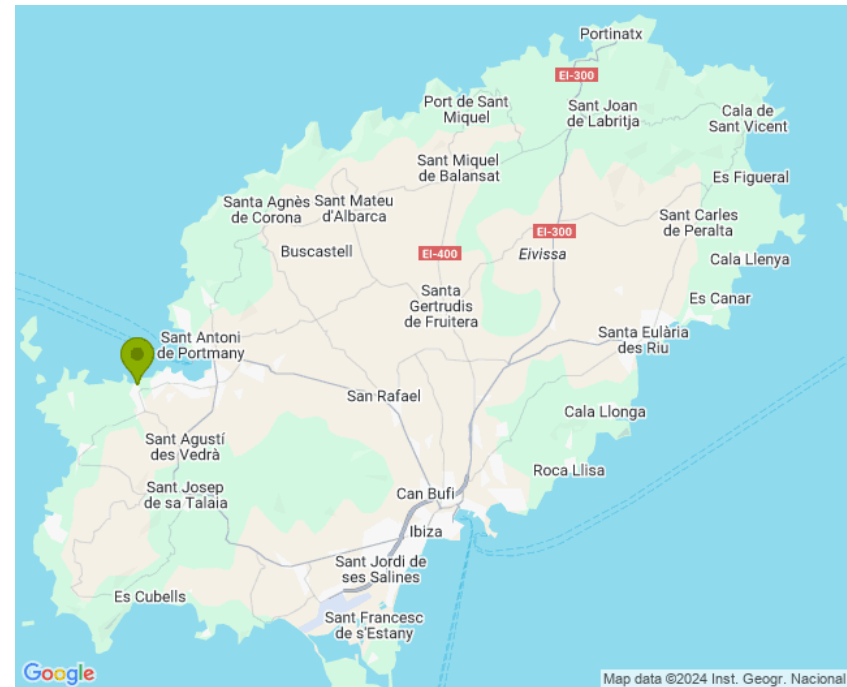 Portinatx
EI-300
Port de Sant
Miquel
Sant Joan
de Labritja
Cala de
Sant Vicent
Sant Miquel
de Balansat
Es Figueral
Santa Agnès
de Corona
Sant Mateu
d'Albarca
Sant Carles
de Peralta
EI-300
Buscastell
EI-400
Eivissa
Cala Llenya
Santa
Gertrudis
de Fruitera
Es Canar
Sant Antoni
de Portmany
Santa Eulària
des Riu
San Rafael
Cala Llonga
Sant Agustí
des Vedrà
Roca Llisa
Sant Josep
de sa Talaia
Can Bufi
Ibiza
Sant Jordi de
ses Salines
Es Cubells
Sant Francesc
de s'Estany
Google
Map data ©2024 Inst. Geogr. Nacional